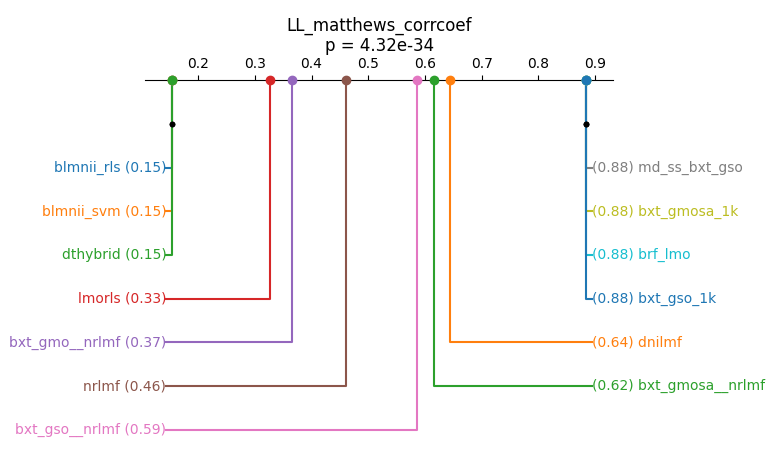 LL_matthews_corrcoef
p = 4.32e-34
0.2 0.3 0.4 0.5 0.6 0.7 0.8 0.9
blmnii_rls (0.15) (0.88) md_ss_bxt_gso
blmnii_svm (0.15) (0.88) bxt_gmosa_1k
dthybrid (0.15) (0.88) brf_lmo
lmorls (0.33) (0.88) bxt_gso_1k
bxt_gmo__nrlmf (0.37) (0.64) dnilmf
nrlmf (0.46) (0.62) bxt_gmosa__nrlmf
bxt_gso__nrlmf (0.59)